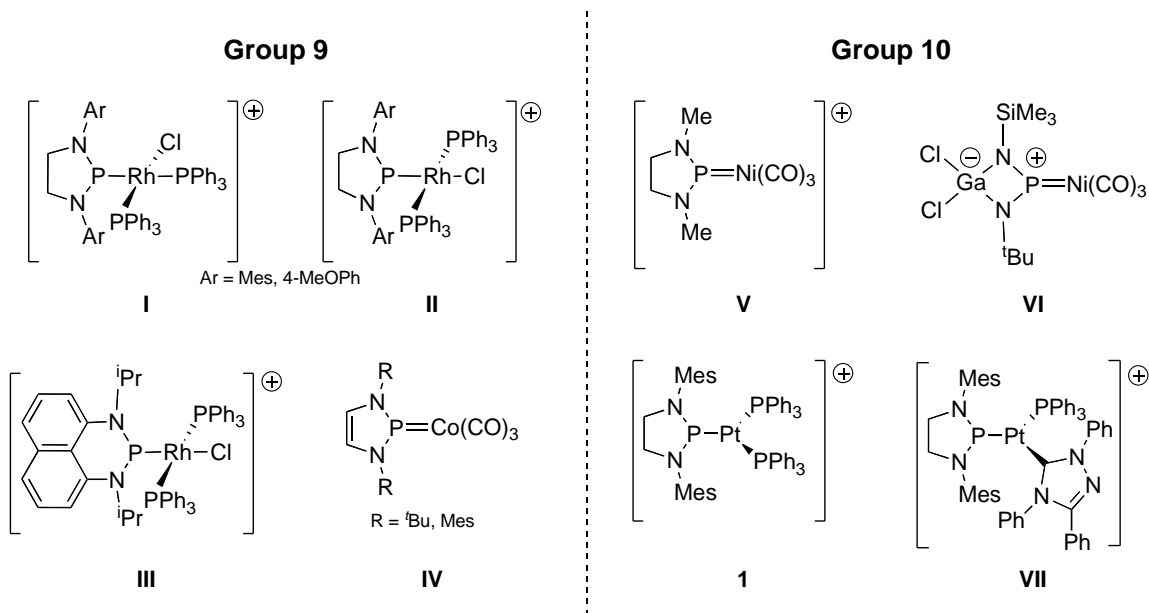 Group 9
Group 10
Ar
N
P
N
Ar
Rh
Cl
PPh3
PPh3
⊕
Ar
N
P
N
Ar
Rh
PPh3
Cl
PPh3
⊕
Ar = Mes, 4-MeOPh
I
II
Me
N
P
N
Me
Ni(CO)3
⊕
SiMe3
Cl
Cl
⊖
Ga
N
⊕
P
N
Ni(CO)3
tBu
V
VI
iPr
N
P
N
iPr
Rh
PPh3
Cl
PPh3
⊕
R
N
P
N
R
Co(CO)3
R = tBu, Mes
III
IV
Mes
N
P
N
Mes
Pt
PPh3
PPh3
⊕
Mes
N
P
N
Mes
Pt
PPh3
Ph
N
N
N
Ph
Ph
⊕
1
VII